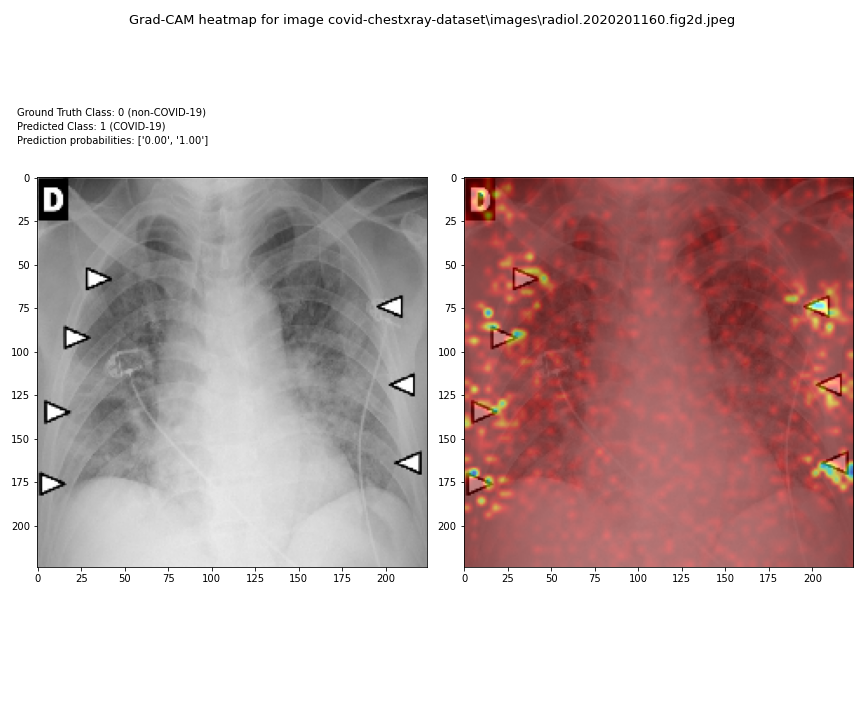 Grad-CAM heatmap for image covid-chestxray-dataset\images\radiol.2020201160.fig2d.jpeg
Ground Truth Class: 0 (non-COVID-19)
Predicted Class: 1 (COVID-19)
Prediction probabilities: ['0.00', '1.00']
D
0
25
50
75
100
125
150
175
200
0 25 50 75 100 125 150 175 200
D
0
25
50
75
100
125
150
175
200
0 25 50 75 100 125 150 175 200